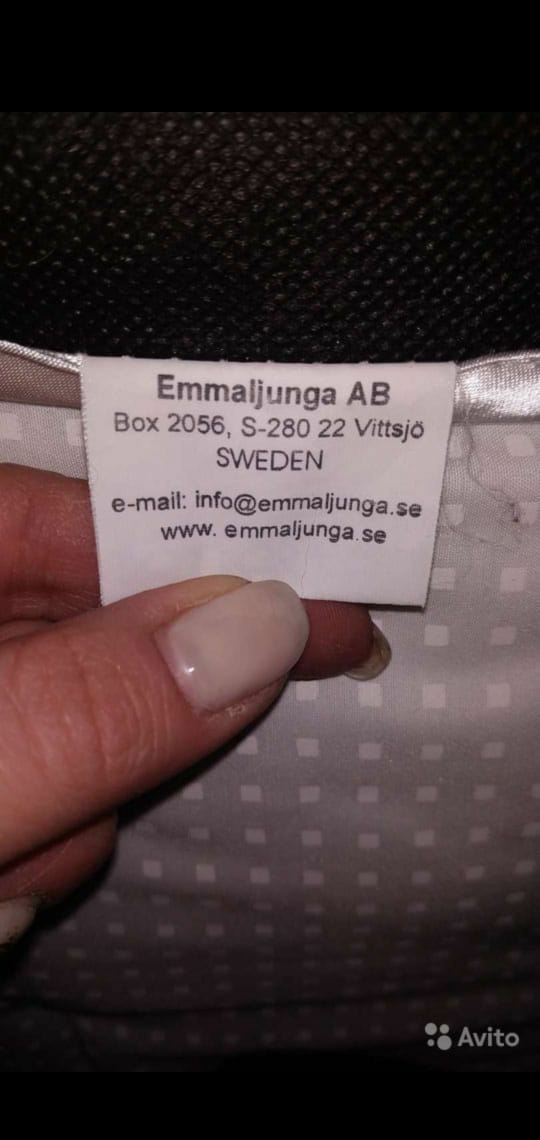 Emmaljunga AB
Box 2056, S-280 22 Vittsjö
SWEDEN
e-mail: info@emmaljunga.se
www. emmaljunga.se
Avito